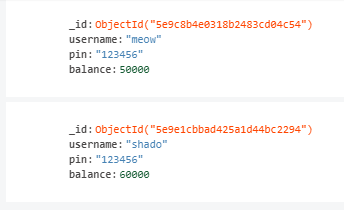 _id: ObjectId("5e9c8b4e0318b2483cd04c54")
username: "meow"
pin: "123456"
balance: 50000
_id: ObjectId("5e9e1cbbad425a1d44bc2294")
username: "shado"
pin: "123456"
balance: 60000